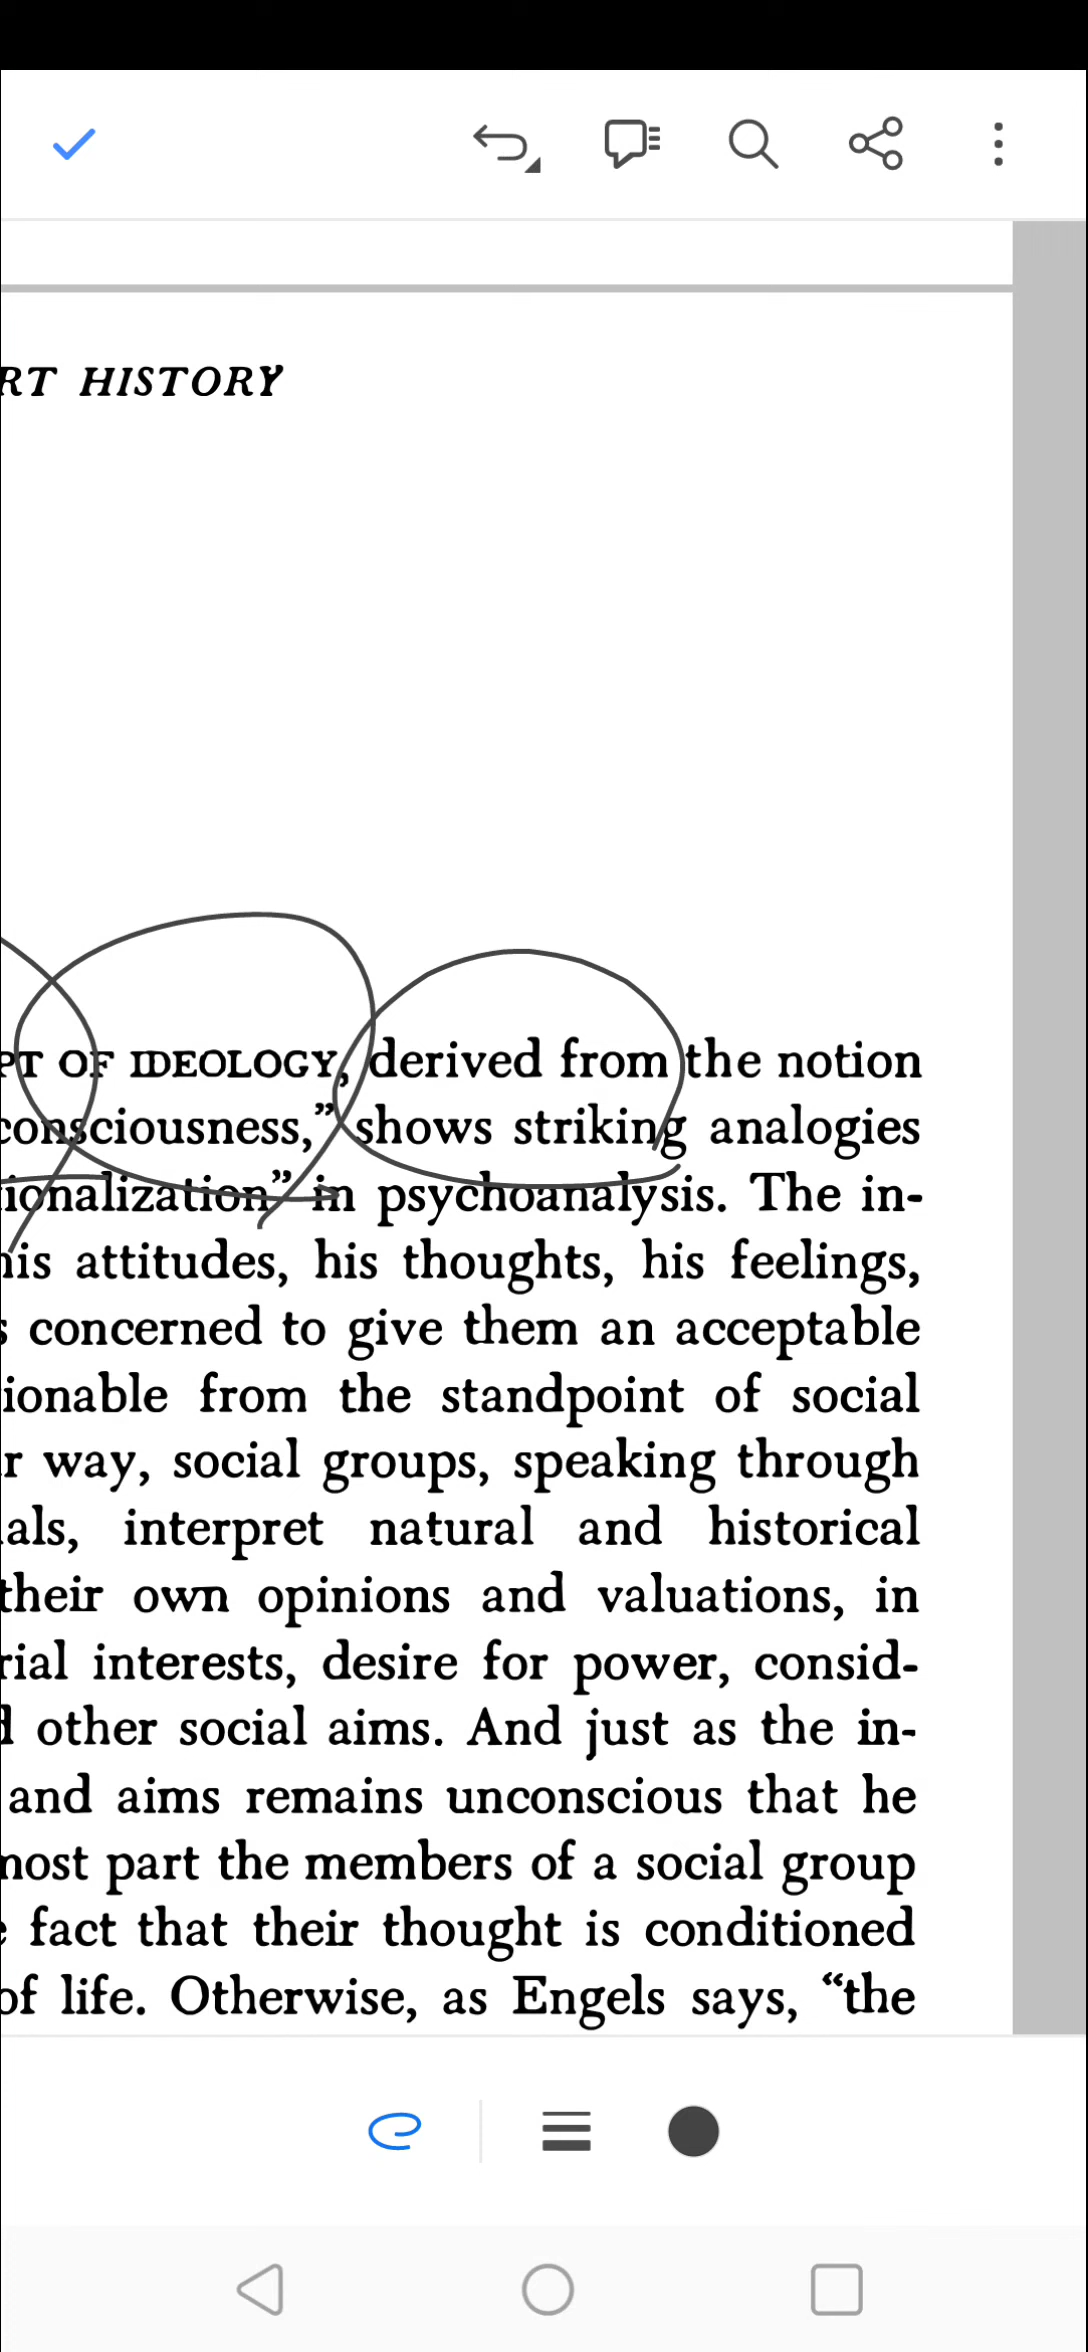 RT HISTORY
PT OF IDEOLOGY, derived from the notion
consciousness,” shows striking analogies
ionalization” in psychoanalysis. The in-
his attitudes, his thoughts, his feelings,
s concerned to give them an acceptable
ionable from the standpoint of social
r way, social groups, speaking through
als, interpret natural and historical
their own opinions and valuations, in
rial interests, desire for power, consid-
d other social aims. And just as the in-
and aims remains unconscious that he
most part the members of a social group
e fact that their thought is conditioned
of life. Otherwise, as Engels says, “the